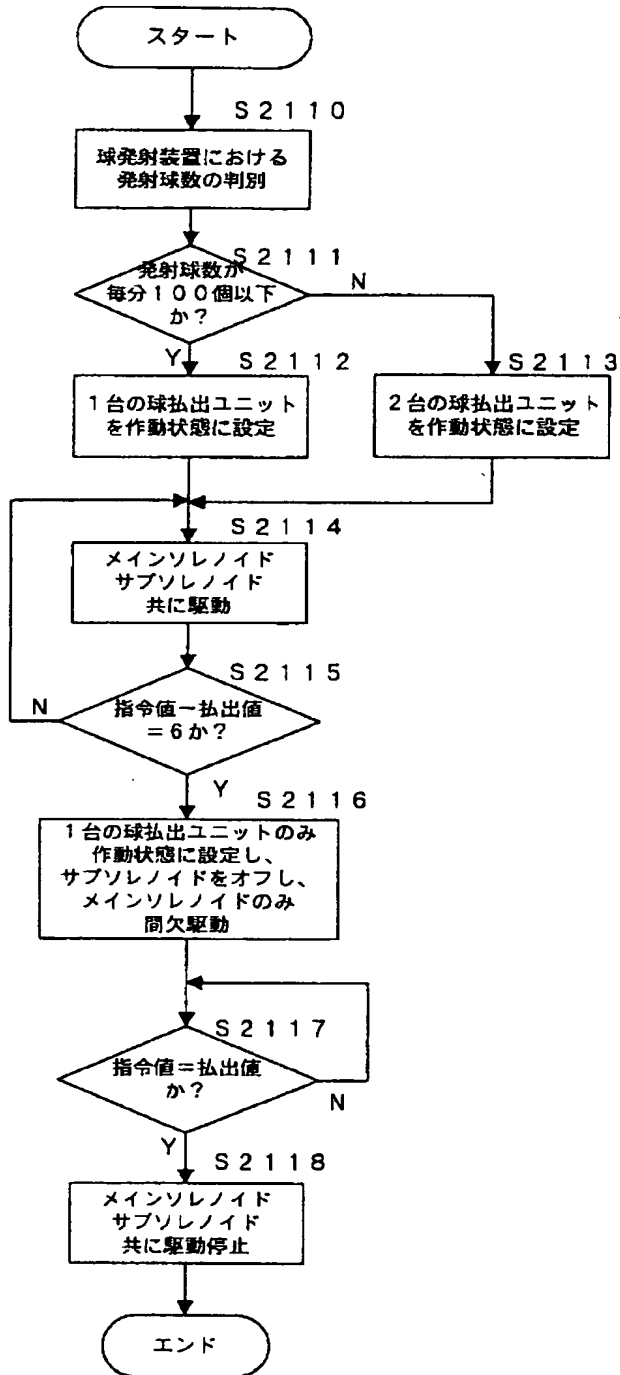 スタート
S2110
球発射装置における
発射球数の判別
S2111
発射球数が
毎分100個以下
か?
N
Y
S2112
1台の球払出ユニット
を作動状態に設定
S2113
2台の球払出ユニット
を作動状態に設定
S2114
メインソレノイド
サブソレノイド
共に駆動
S2115
指令値−払出値
=6か?
N
Y
S2116
1台の球払出ユニットのみ
作動状態に設定し、
サブソレノイドをオフし、
メインソレノイドのみ
間欠駆動
S2117
指令値=払出値
か?
N
Y
S2118
メインソレノイド
サブソレノイド
共に駆動停止
エンド